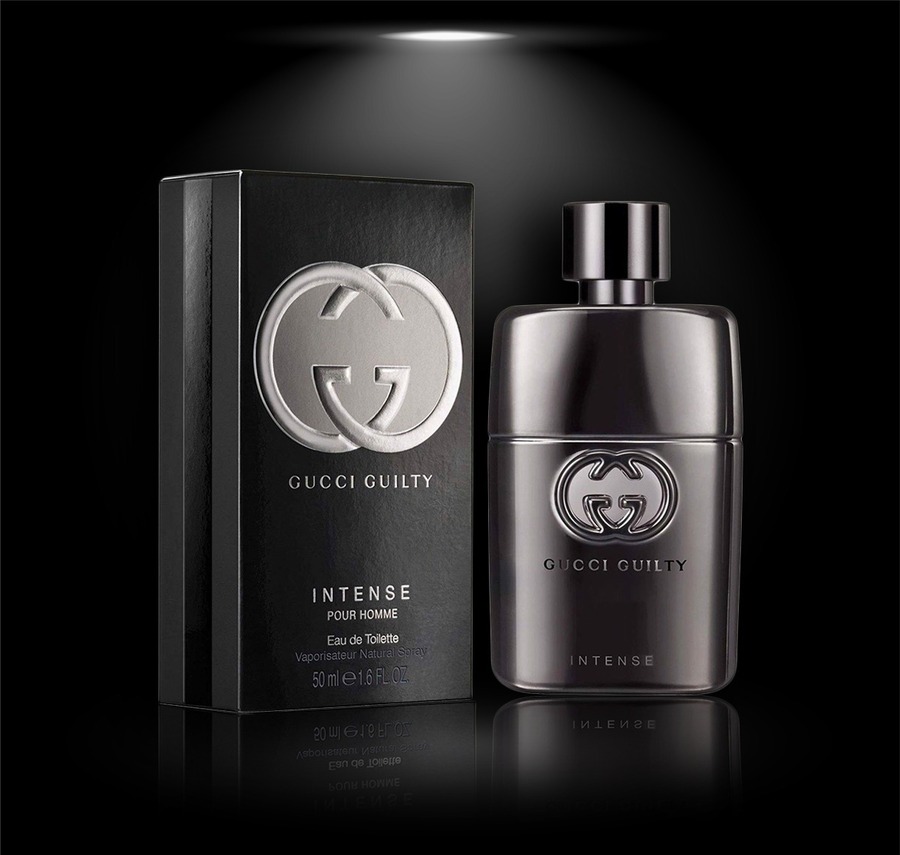 GUCCI GUILTY
INTENSE
POUR HOMME
Eau de Toilette
Vaporisateur Natural Spray
50 ml ℮ 1.6 FL.OZ.
GUCCI GUILTY
INTENSE